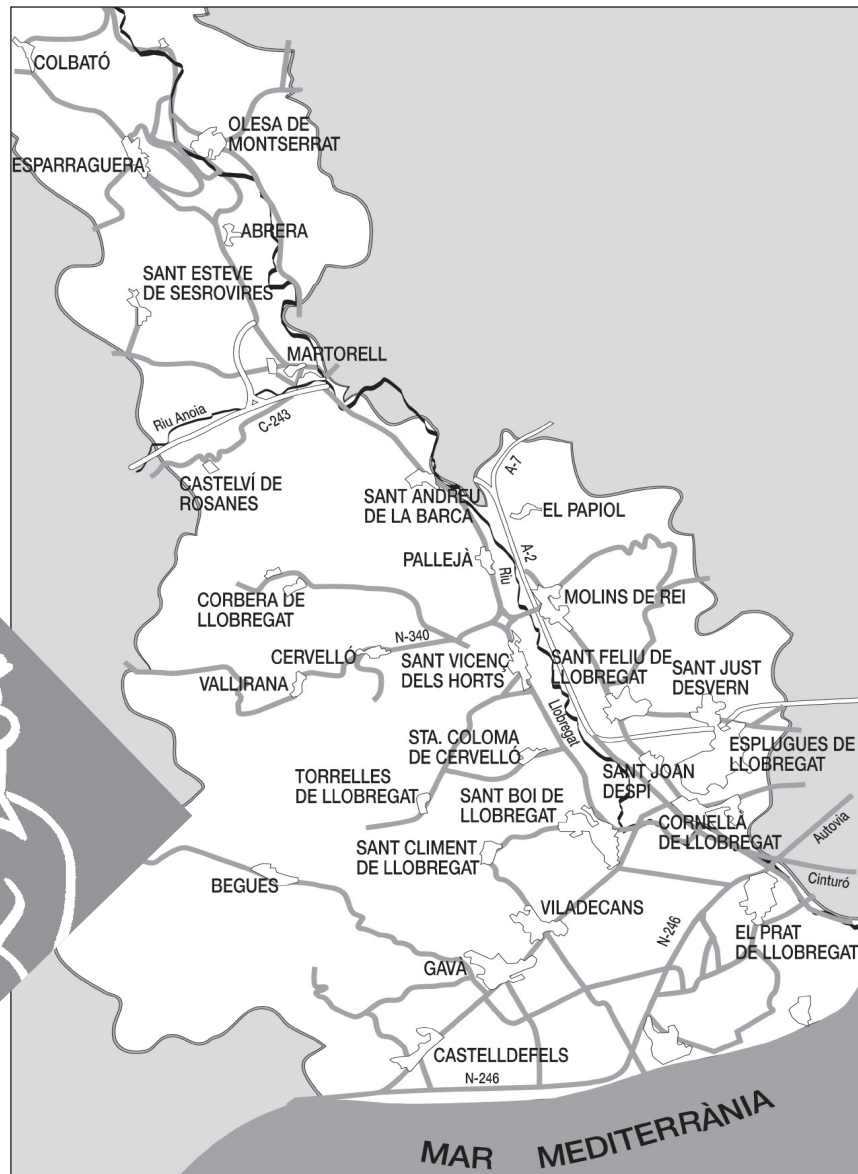 COLBATÓ
OLESA DE
MONTSERRAT
ESPARRAGUERA
ABRERA
SANT ESTEVE
DE SESROVIRES
MARTORELL
Riu Anoia
C-243
CASTELVÍ DE
ROSANES
SANT ANDREU
DE LA BARCA
A-7
EL PAPIOL
A-2
PALLEJÀ
Riu
MOLINS DE REI
CORBERA DE
LLOBREGAT
N-340
CERVELLÓ
VALLIRANA
SANT VICENÇ
DELS HORTS
SANT FELIU DE
LLOBREGAT
SANT JUST
DESVERN
Llobregat
STA. COLOMA
DE CERVELLÓ
ESPLUGUES DE
LLOBREGAT
SANT JOAN
DESPÍ
TORRELLES
DE LLOBREGAT
SANT BOI DE
LLOBREGAT
CORNELLÀ
DE LLOBREGAT
Autovia
Cinturó
SANT CLIMENT
DE LLOBREGAT
BEGUES
VILADECANS
N-246
EL PRAT
DE LLOBREGAT
GAVÀ
CASTELLDEFELS
N-246
MAR MEDITERRÀNIA